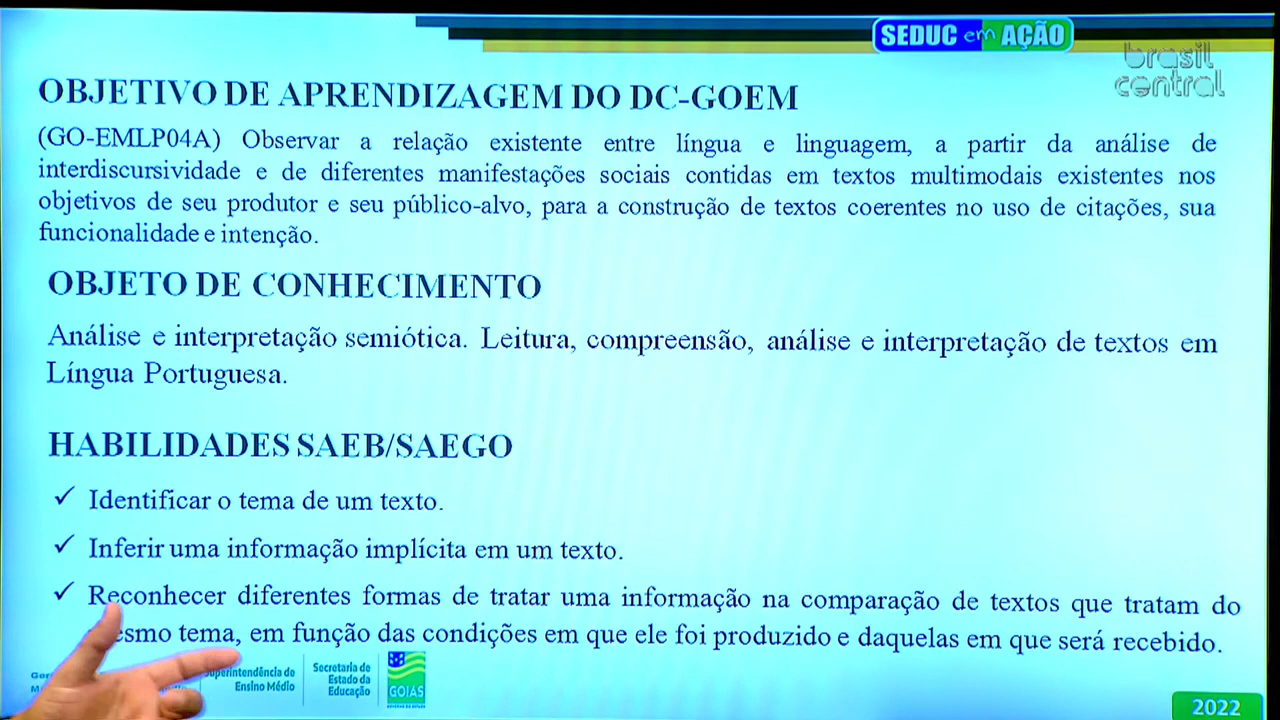 SEDUC em AÇÃO
brasil
central
OBJETIVO DE APRENDIZAGEM DO DC-GOEM
(GO-EMLP04A) Observar a relação existente entre língua e linguagem, a partir da análise de
interdiscursividade e de diferentes manifestações sociais contidas em textos multimodais existentes nos
objetivos de seu produtor e seu público-alvo, para a construção de textos coerentes no uso de citações, sua
funcionalidade e intenção.
OBJETO DE CONHECIMENTO
Análise e interpretação semiótica. Leitura, compreensão, análise e interpretação de textos em
Língua Portuguesa.
HABILIDADES SAEB/SAEGO
✓ Identificar o tema de um texto.
✓ Inferir uma informação implícita em um texto.
✓ Reconhecer diferentes formas de tratar uma informação na comparação de textos que tratam do
tema, em função das condições em que ele foi produzido e daquelas em que será recebido.
Superintendência de
Ensino Médio
Secretaria de
Estado da
Educação
GOIÁS
2022